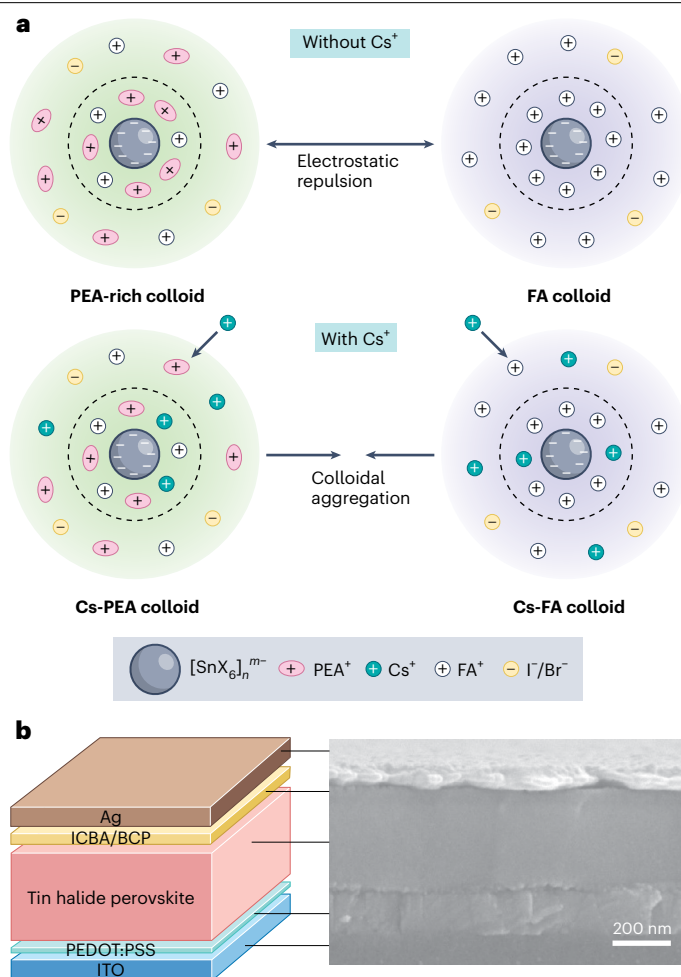 a
Without Cs⁺
Electrostatic
repulsion
PEA-rich colloid
FA colloid
With Cs⁺
Colloidal
aggregation
Cs-PEA colloid
Cs-FA colloid
[SnX₆]ₙᵐ⁻
PEA⁺
Cs⁺
FA⁺
I⁻/Br⁻
b
Ag
ICBA/BCP
Tin halide perovskite
PEDOT:PSS
ITO
200 nm